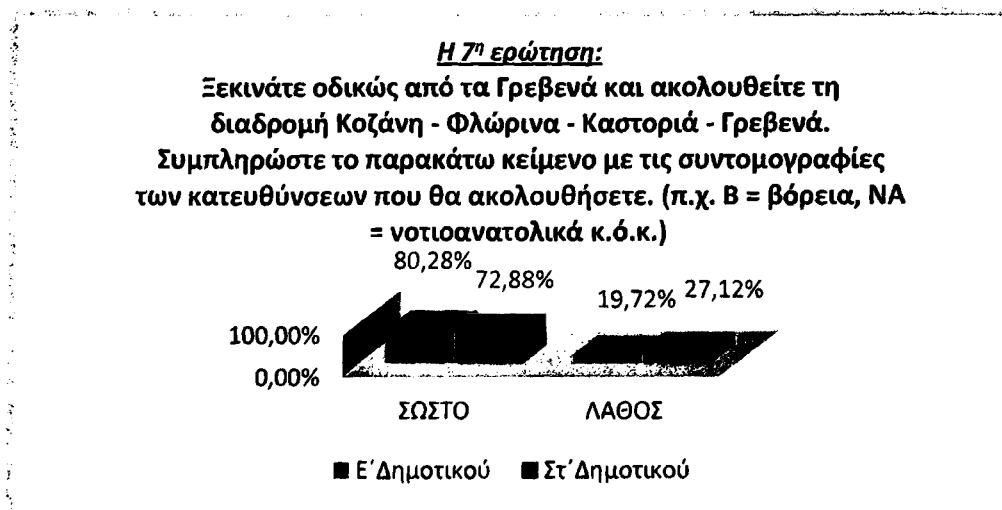 Η 7η ερώτηση:
Ξεκινάτε οδικώς από τα Γρεβενά και ακολουθείτε τη
διαδρομή Κοζάνη - Φλώρινα - Καστοριά - Γρεβενά.
Συμπληρώστε το παρακάτω κείμενο με τις συντομογραφίες
των κατευθύνσεων που θα ακολουθήσετε. (π.χ. Β = βόρεια, ΝΑ
= νοτιοανατολικά κ.ό.κ.)
80,28%
72,88%
19,72%
27,12%
100,00%
0,00%
ΣΩΣΤΟ
ΛΑΘΟΣ
Ε΄Δημοτικού
Στ΄Δημοτικού